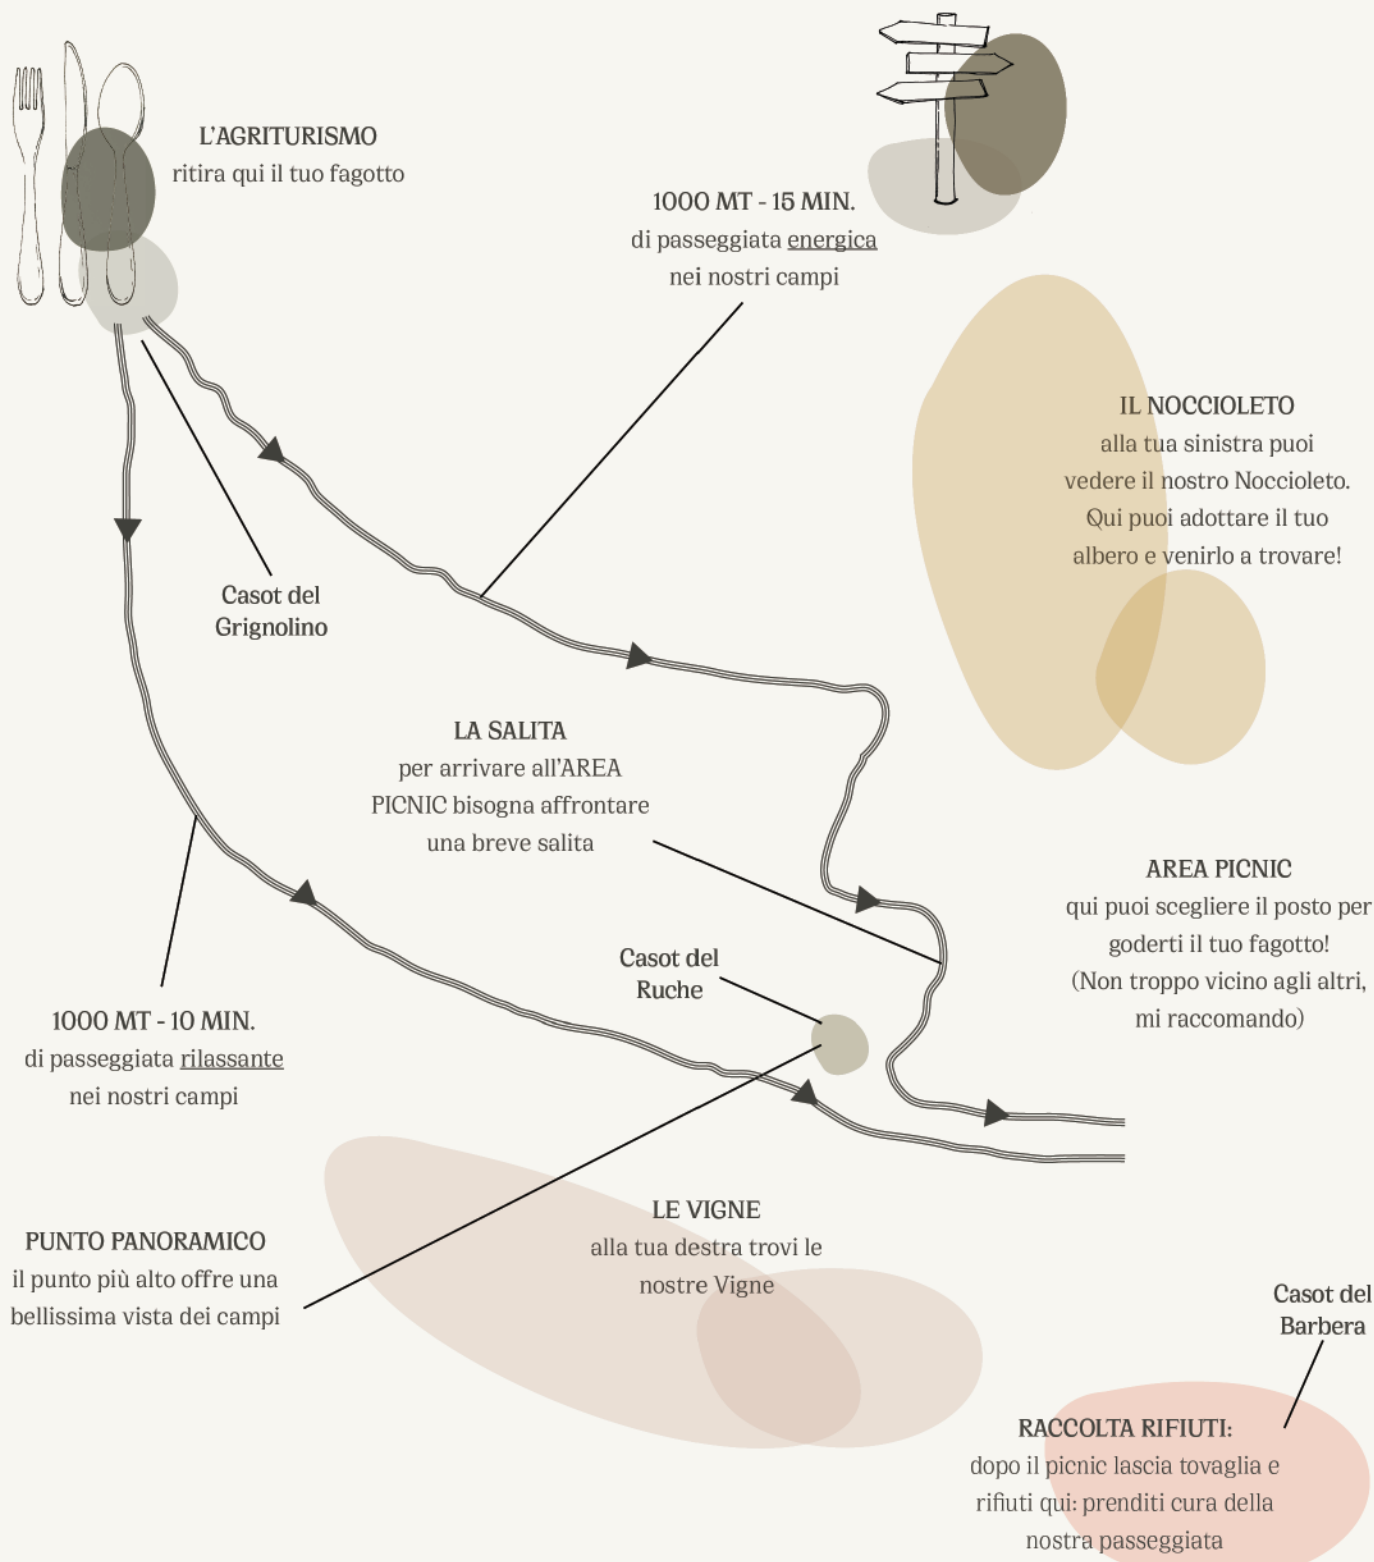 L'AGRITURISMO
ritira qui il tuo fagotto
1000 MT - 15 MIN.
di passeggiata energica
nei nostri campi
IL NOCCIOLETO
alla tua sinistra puoi
vedere il nostro Noccioleto.
Qui puoi adottare il tuo
albero e venirlo a trovare!
Casot del
Grignolino
LA SALITA
per arrivare all'AREA
PICNIC bisogna affrontare
una breve salita
AREA PICNIC
qui puoi scegliere il posto per
goderti il tuo fagotto!
(Non troppo vicino agli altri,
mi raccomando)
Casot del
Ruche
1000 MT - 10 MIN.
di passeggiata rilassante
nei nostri campi
LE VIGNE
alla tua destra trovi le
nostre Vigne
PUNTO PANORAMICO
il punto più alto offre una
bellissima vista dei campi
Casot del
Barbera
RACCOLTA RIFIUTI:
dopo il picnic lascia tovaglia e
rifiuti qui: prenditi cura della
nostra passeggiata